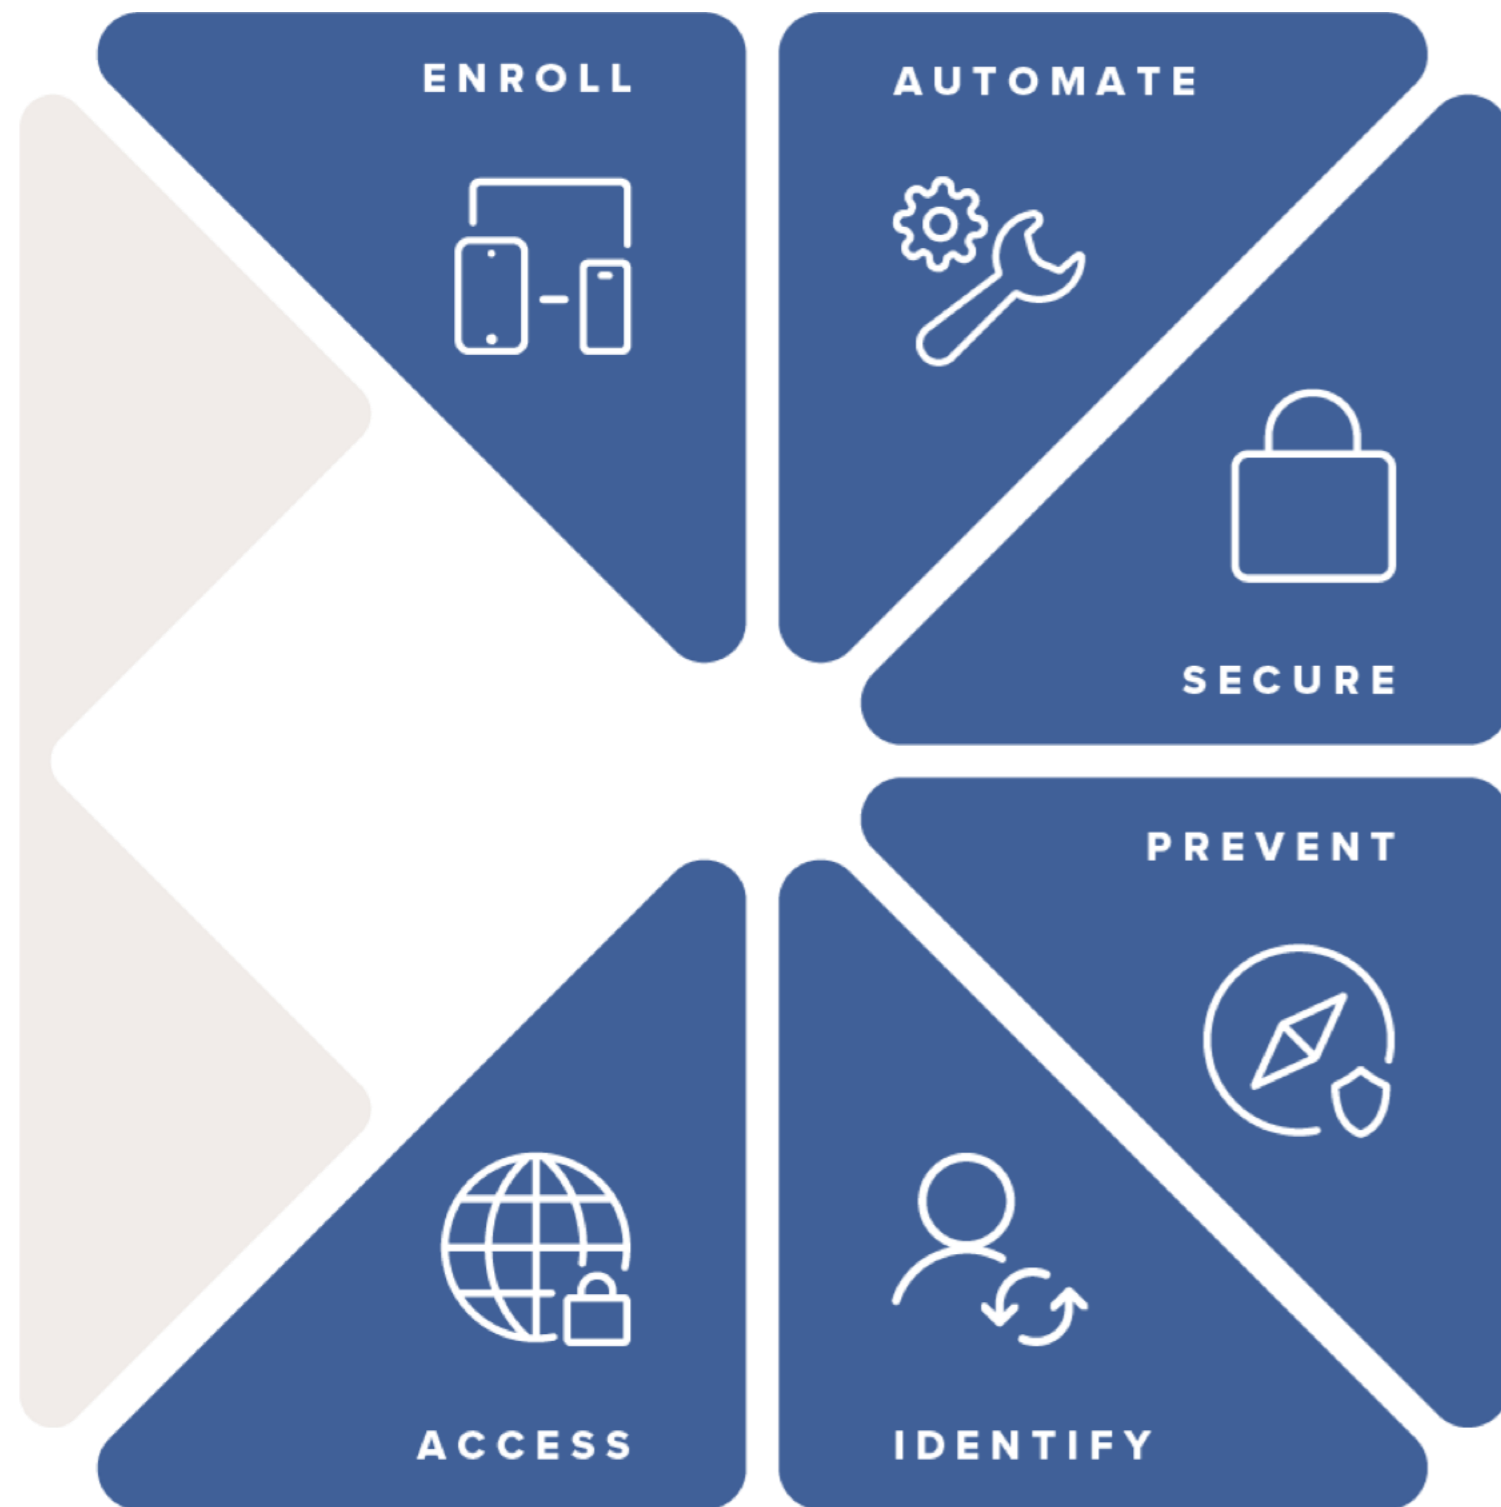 ENROLL
AUTOMATE
SECURE
PREVENT
ACCESS
IDENTIFY